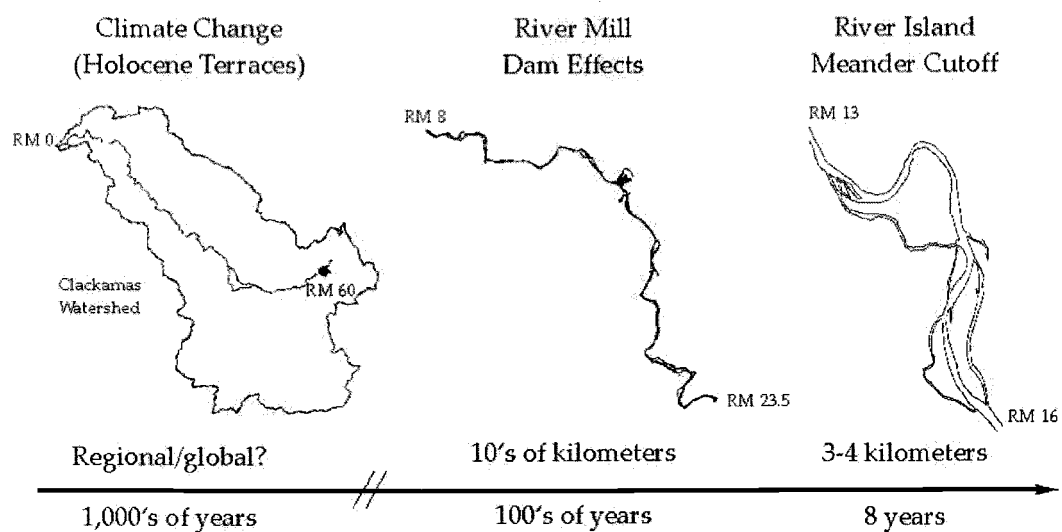 Climate Change
(Holocene Terraces)
River Mill
Dam Effects
River Island
Meander Cutoff
RM 0
RM 60
Clackamas
Watershed
RM 8
RM 23.5
RM 13
RM 16
Regional/global?
10's of kilometers
3-4 kilometers
1,000's of years
100's of years
8 years